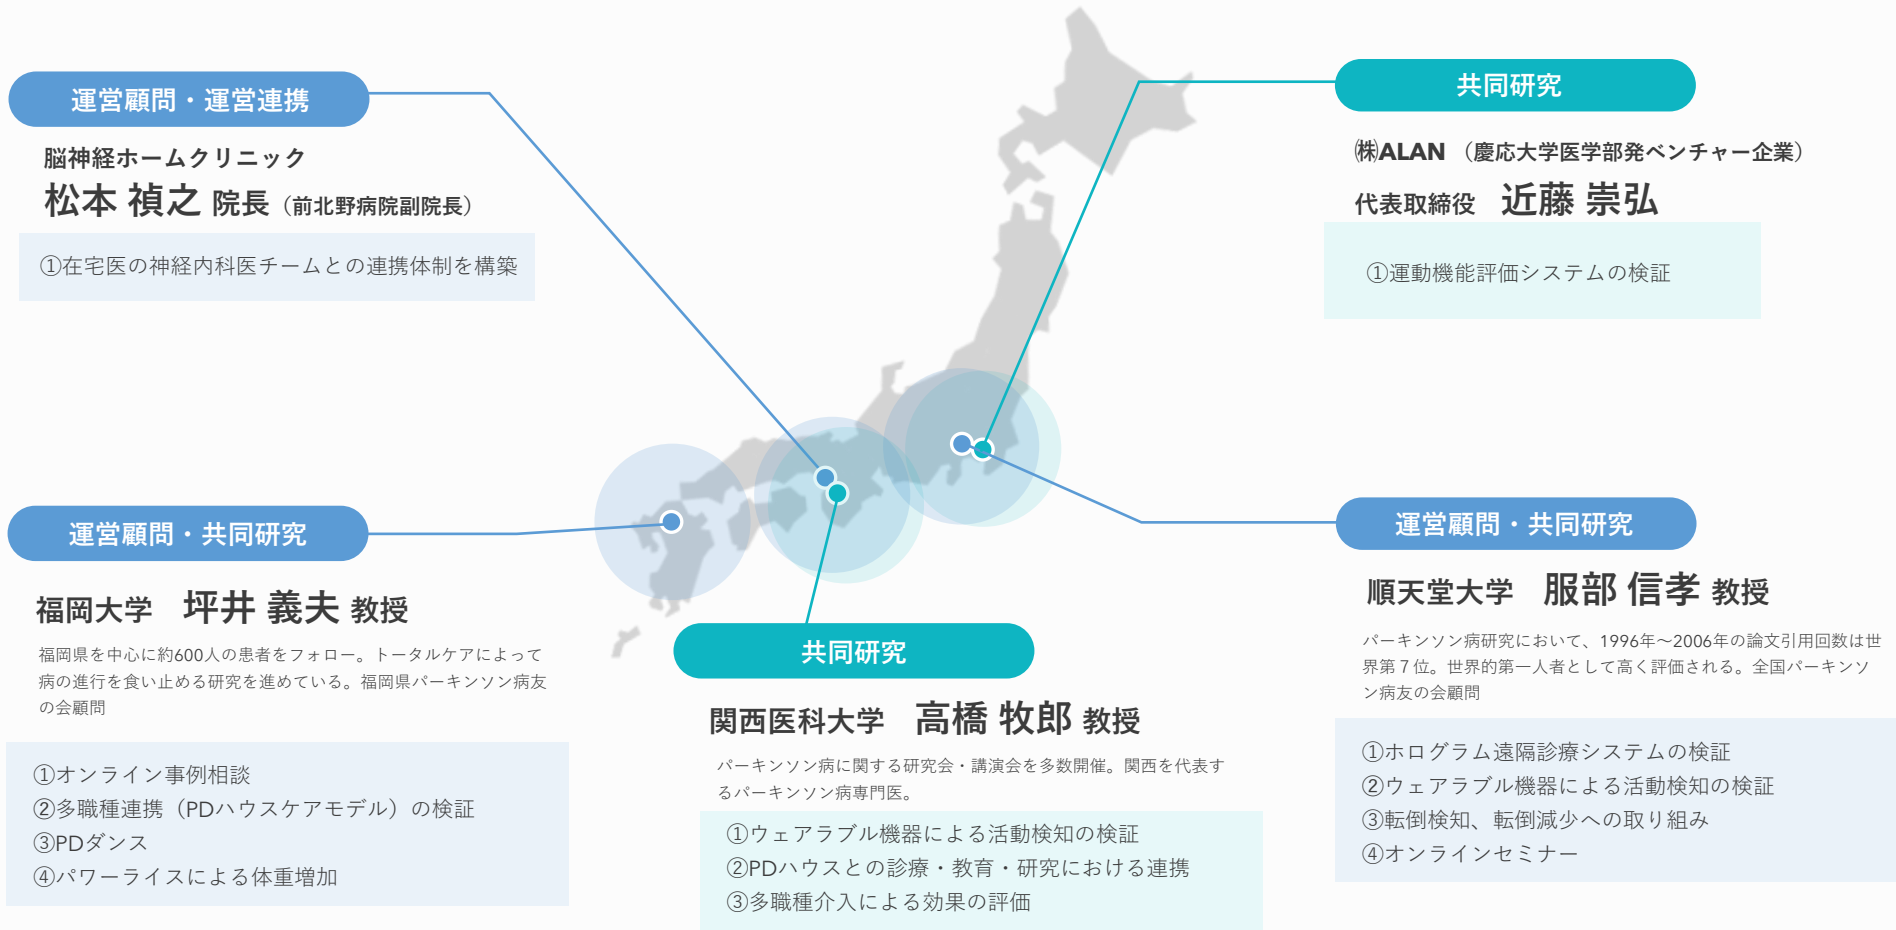 運営顧問・運営連携
脳神経ホームクリニック
松本 禎之 院長（前北野病院副院長）
①在宅医の神経内科医チームとの連携体制を構築
共同研究
㈱ALAN （慶応大学医学部発ベンチャー企業）
代表取締役 近藤 崇弘
①運動機能評価システムの検証
運営顧問・共同研究
福岡大学 坪井 義夫 教授
福岡県を中心に約600人の患者をフォロー。トータルケアによって
病の進行を食い止める研究を進めている。福岡県パーキンソン病友
の会顧問
①オンライン事例相談
②多職種連携（PDハウスケアモデル）の検証
③PDダンス
④パワーライスによる体重増加
共同研究
関西医科大学 高橋 牧郎 教授
パーキンソン病に関する研究会・講演会を多数開催。関西を代表す
るパーキンソン病専門医。
①ウェアラブル機器による活動検知の検証
②PDハウスとの診療・教育・研究における連携
③多職種介入による効果の評価
運営顧問・共同研究
順天堂大学 服部 信孝 教授
パーキンソン病研究において、1996年〜2006年の論文引用回数は世
界第７位。世界的第一人者として高く評価される。全国パーキンソ
ン病友の会顧問
①ホログラム遠隔診療システムの検証
②ウェアラブル機器による活動検知の検証
③転倒検知、転倒減少への取り組み
④オンラインセミナー